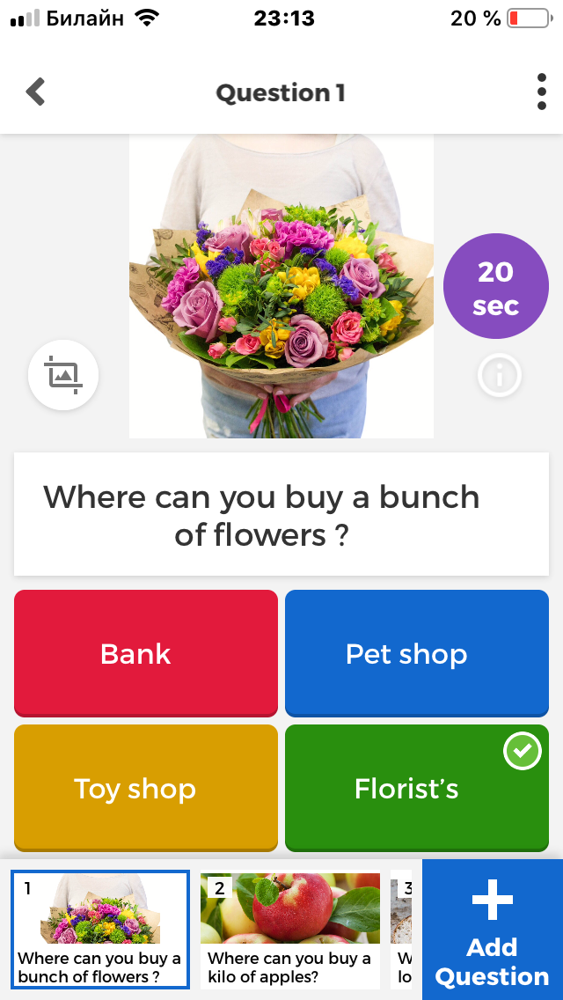 Билайн 23:13 20 %
Question 1
20
sec
Where can you buy a bunch
of flowers ?
Bank
Pet shop
Toy shop
Florist's
1
Where can you buy a
bunch of flowers ?
2
Where can you buy a
kilo of apples?
3
W
lo
Add
Question